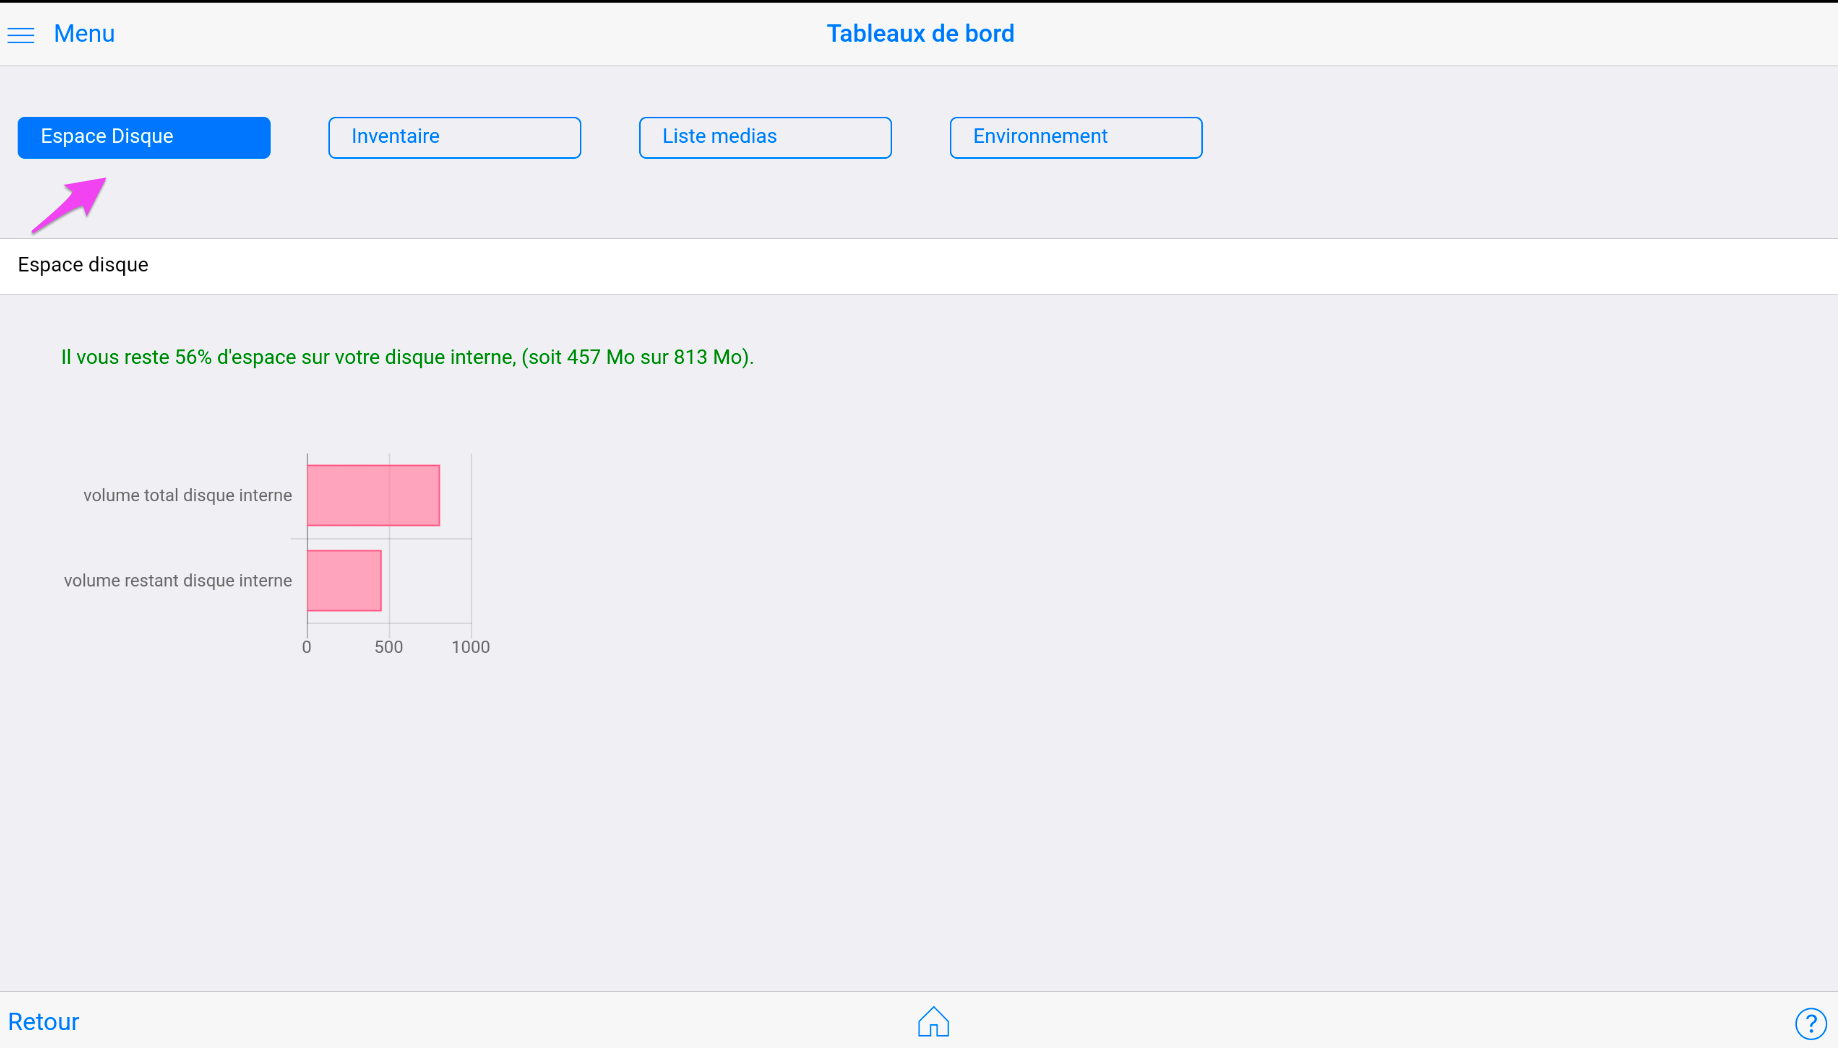 Menu
Tableaux de bord
Espace Disque
Inventaire
Liste medias
Environnement
Espace disque
Il vous reste 56% d'espace sur votre disque interne, (soit 457 Mo sur 813 Mo).
volume total disque interne
volume restant disque interne
0 500 1000
Retour
?